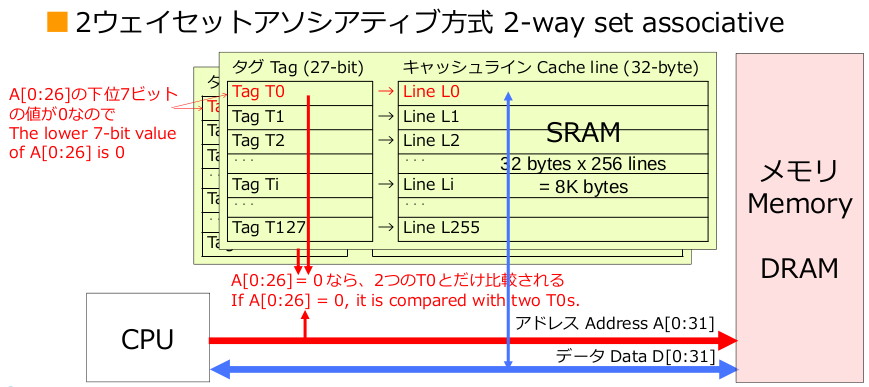 2ウェイセットアソシアティブ方式 2-way set associative
タグ Tag (27-bit)
キャッシュライン Cache line (32-byte)
A[0:26]の下位7ビット
の値が0なので
The lower 7-bit value
of A[0:26] is 0
Tag T0 → Line L0
Tag T1 → Line L1
Tag T2 → Line L2
... ...
Tag Ti → Line Li
... ...
Tag T127 → Line L255
SRAM
32 bytes x 256 lines
= 8K bytes
メモリ
Memory
DRAM
A[0:26] = 0なら、2つのT0とだけ比較される
If A[0:26] = 0, it is compared with two T0s.
CPU
アドレス Address A[0:31]
データ Data D[0:31]